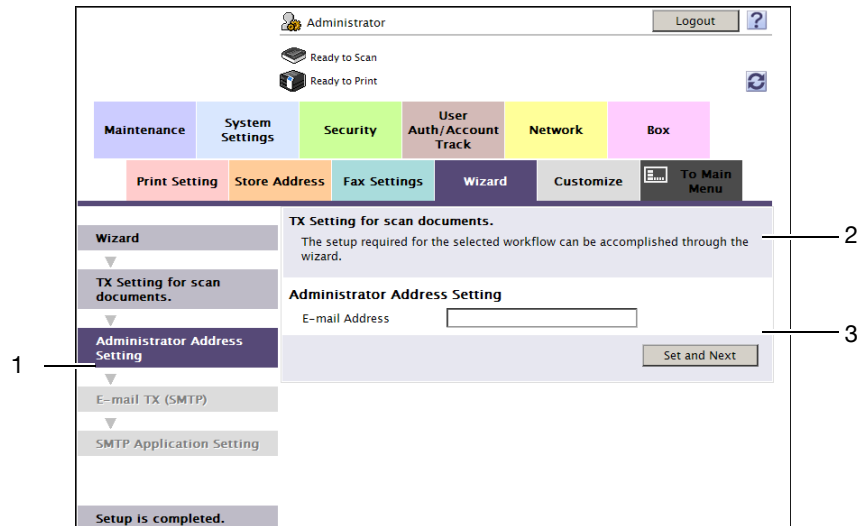 Administrator
Logout
?
Ready to Scan
Ready to Print
Maintenance
System
Settings
Security
User
Auth/Account
Track
Network
Box
Print Setting
Store Address
Fax Settings
Wizard
Customize
To Main
Menu
Wizard
TX Setting for scan
documents.
Administrator Address
Setting
E-mail TX (SMTP)
SMTP Application Setting
Setup is completed.
TX Setting for scan documents.
The setup required for the selected workflow can be accomplished through the
wizard.
Administrator Address Setting
E-mail Address
Set and Next
1
2
3